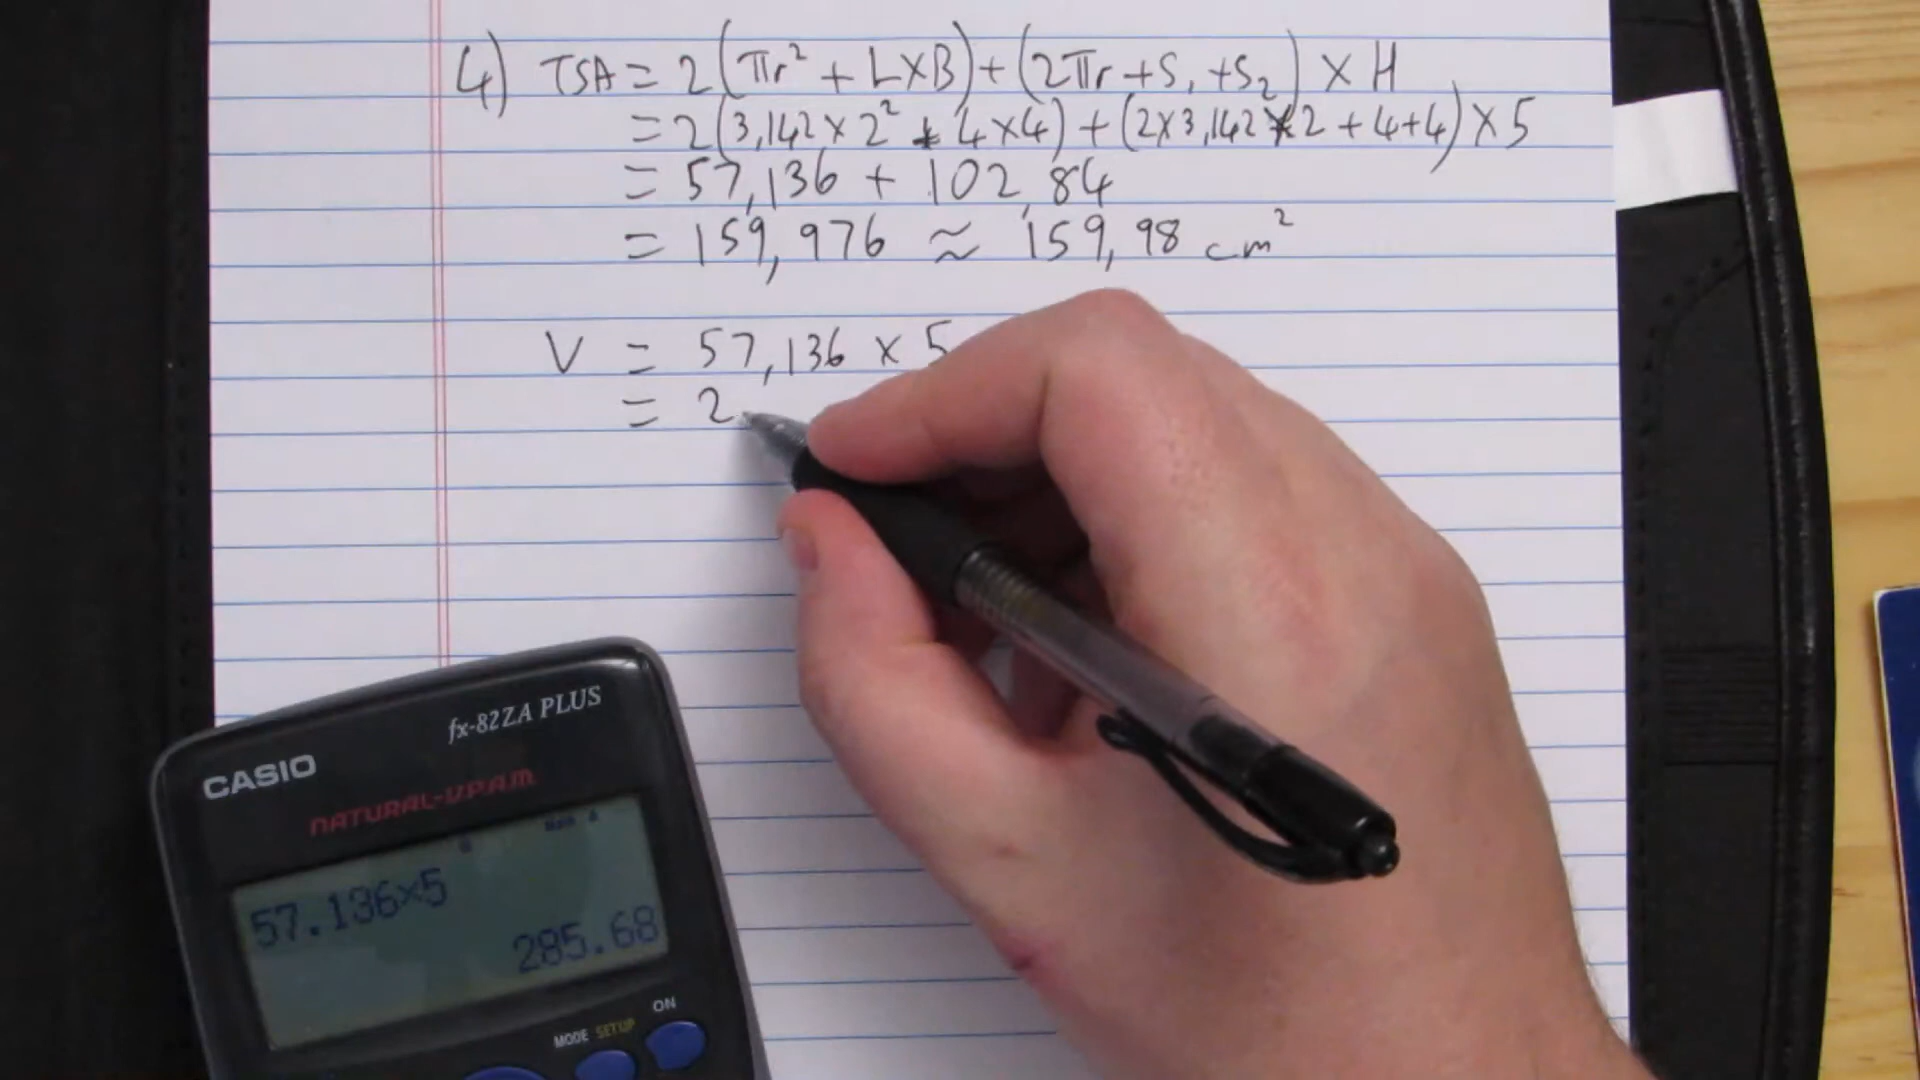 4) TSA = 2(πr² + L×B) + (2πr + S₁ + S₂) × H
= 2(3,142 × 2² + 4×4) + (2×3,142×2 + 4+4) × 5
= 57,136 + 102,84
= 159,976 ≈ 159,98 cm²
V = 57,136 × 5
= 2
fx-82ZA PLUS
CASIO
NATURAL-V.P.A.M.
Math ▲
57.136×5
285.68
ON
MODE SETUP